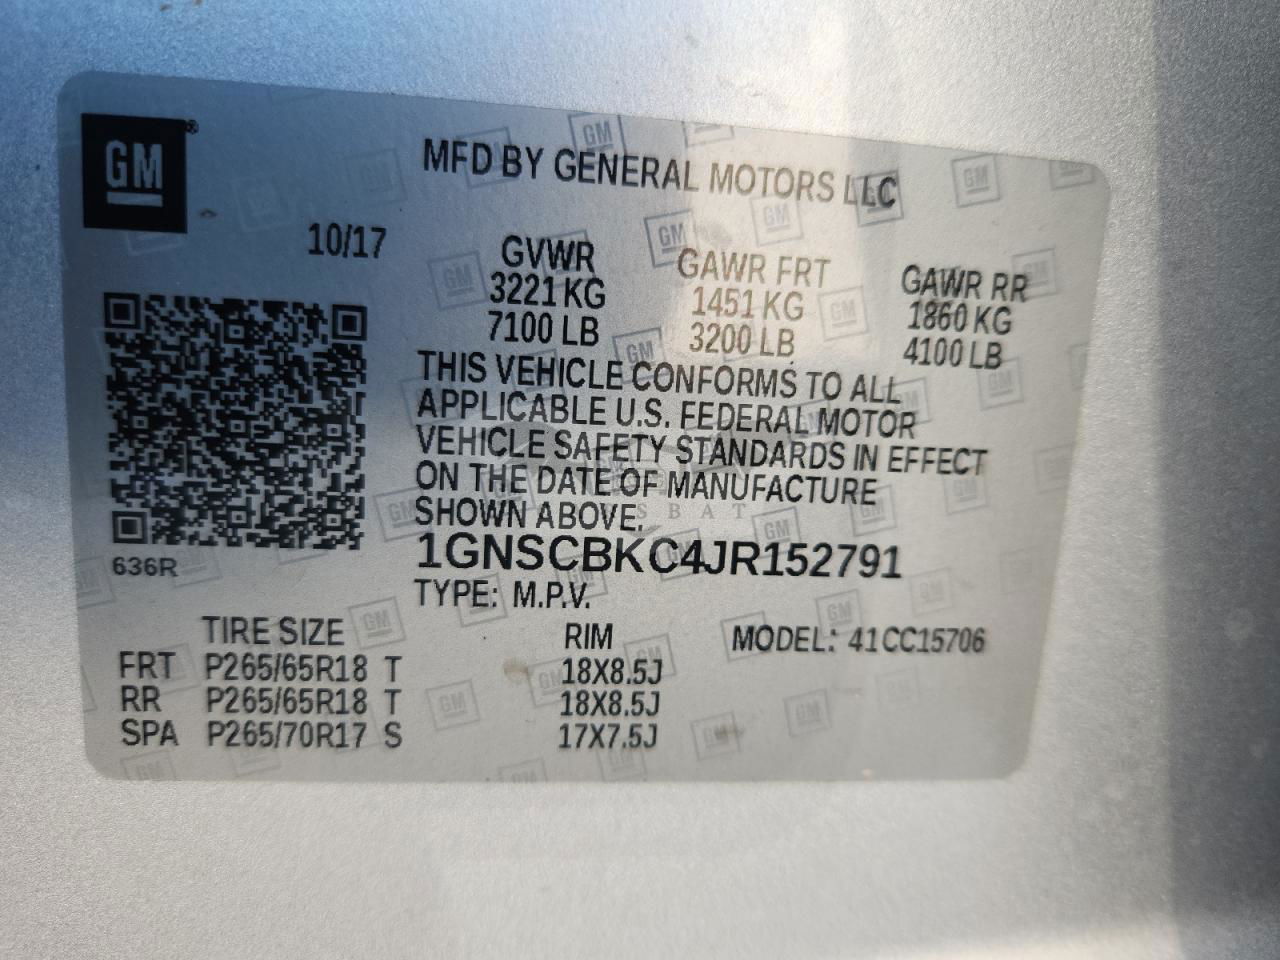 GM®
MFD BY GENERAL MOTORS LLC
10/17
GVWR GAWR FRT GAWR RR
3221 KG 1451 KG 1860 KG
7100 LB 3200 LB 4100 LB
THIS VEHICLE CONFORMS TO ALL
APPLICABLE U.S. FEDERAL MOTOR
VEHICLE SAFETY STANDARDS IN EFFECT
ON THE DATE OF MANUFACTURE
SHOWN ABOVE.
1GNSCBKC4JR152791
636R
TYPE: M.P.V.
TIRE SIZE RIM MODEL: 41CC15706
FRT P265/65R18 T 18X8.5J
RR P265/65R18 T 18X8.5J
SPA P265/70R17 S 17X7.5J